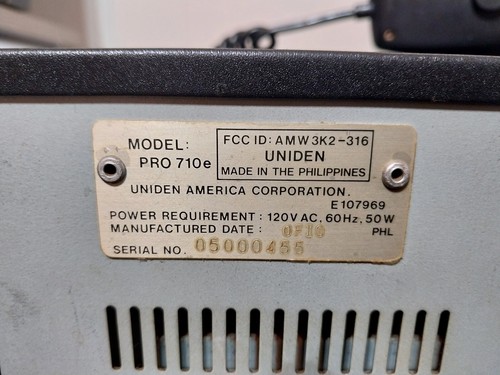 MODEL:
PRO 710e
FCC ID: AMW3K2-316
UNIDEN
MADE IN THE PHILIPPINES
UNIDEN AMERICA CORPORATION.
E107969
POWER REQUIREMENT : 120V AC, 60Hz, 50W
MANUFACTURED DATE : PHL
SERIAL NO. 05000455